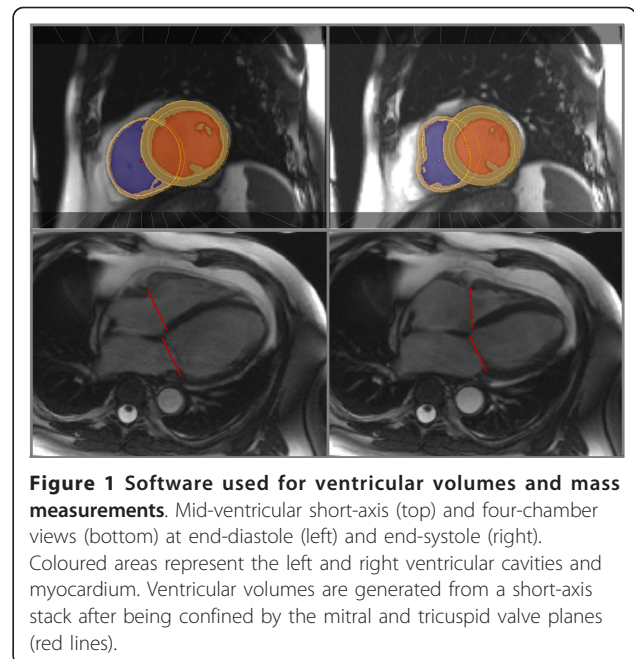 Figure 1 Software used for ventricular volumes and mass
measurements. Mid-ventricular short-axis (top) and four-chamber
views (bottom) at end-diastole (left) and end-systole (right).
Coloured areas represent the left and right ventricular cavities and
myocardium. Ventricular volumes are generated from a short-axis
stack after being confined by the mitral and tricuspid valve planes
(red lines).